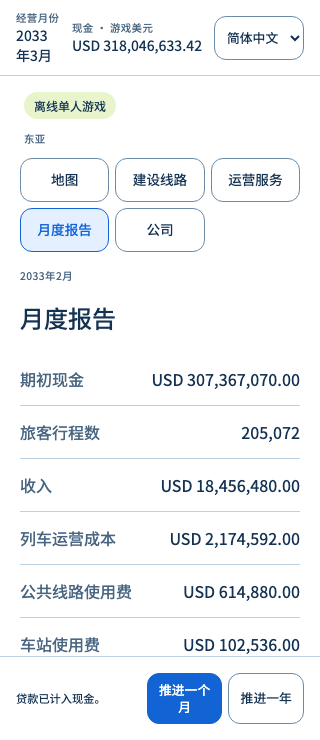 经营月份
2033
年3月
现金 · 游戏美元
USD 318,046,633.42
简体中文
离线单人游戏
东亚
地图
建设线路
运营服务
月度报告
公司
2033年2月
月度报告
期初现金 USD 307,367,070.00
旅客行程数 205,072
收入 USD 18,456,480.00
列车运营成本 USD 2,174,592.00
公共线路使用费 USD 614,880.00
车站使用费 USD 102,536.00
贷款已计入现金。
推进一个
月
推进一年